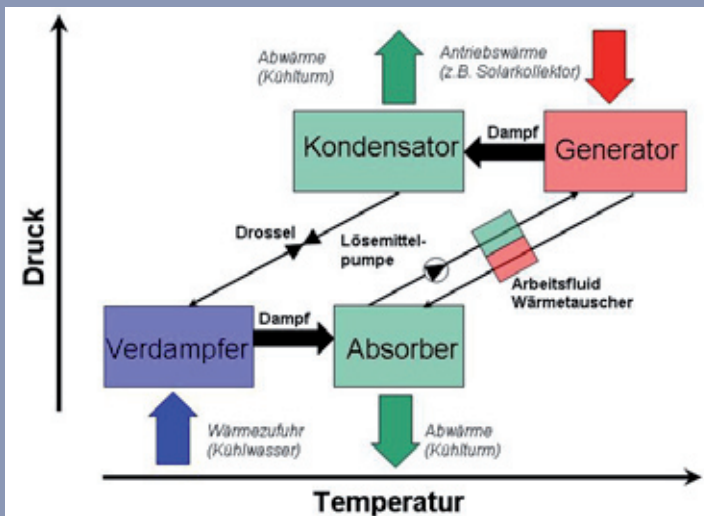 Abwärme
(Kühlturm)
Antriebswärme
(z.B. Solarkollektor)
Kondensator
Dampf
Generator
Druck
Drossel
Lösemittel-
pumpe
Arbeitsfluid
Wärmetauscher
Verdampfer
Dampf
Absorber
Wärmezufuhr
(Kühlwasser)
Abwärme
(Kühlturm)
Temperatur